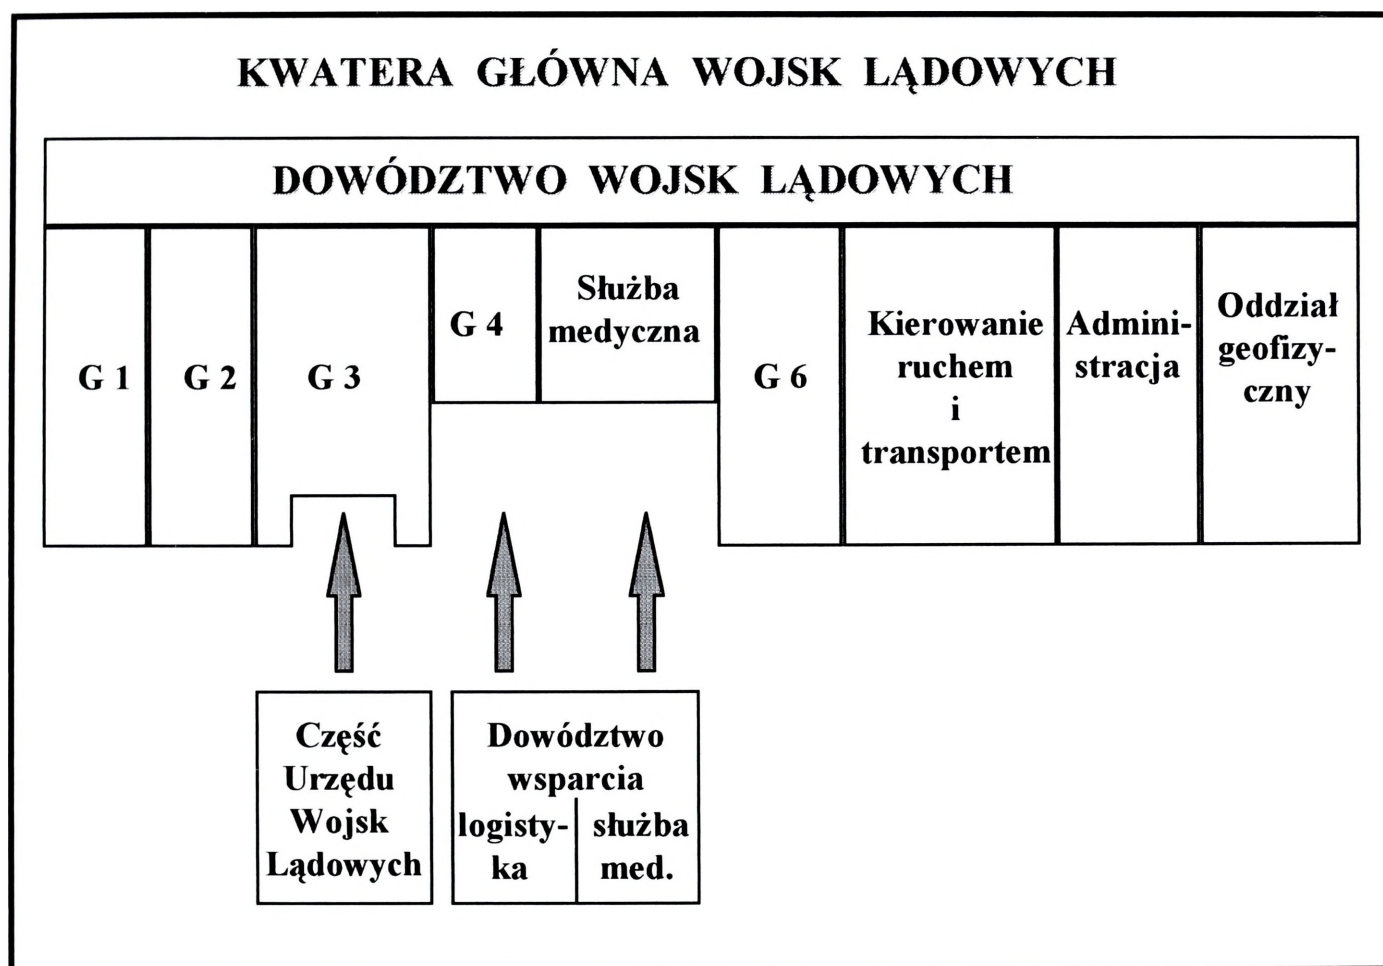 KWATERA GŁÓWNA WOJSK LĄDOWYCH
DOWÓDZTWO WOJSK LĄDOWYCH
G 1
G 2
G 3
G 4
Służba
medyczna
G 6
Kierowanie
ruchem
i
transportem
Admini-
stracja
Oddział
geofizy-
czny
Część
Urzędu
Wojsk
Lądowych
Dowództwo
wsparcia
logisty-
ka
służba
med.